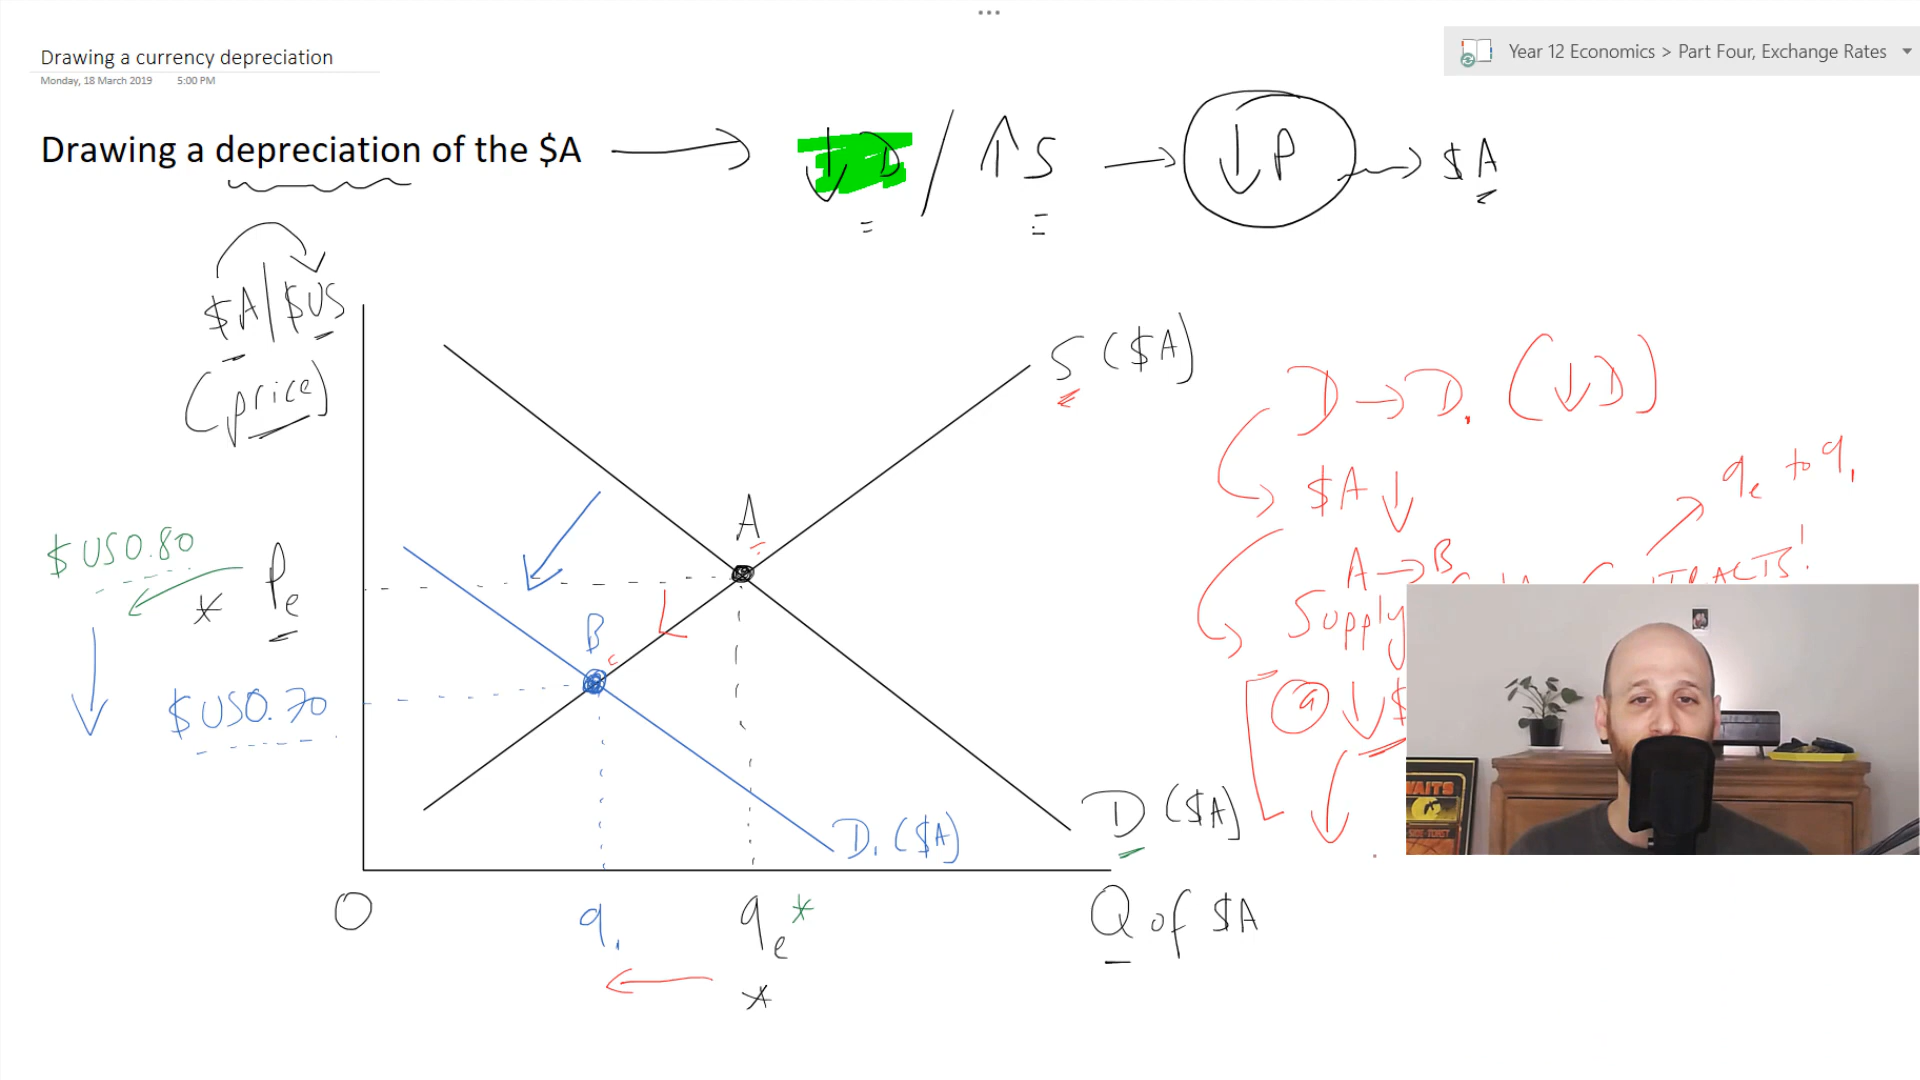 Drawing a currency depreciation
Monday, 18 March 2019 5:00 PM
Year 12 Economics > Part Four, Exchange Rates
Drawing a depreciation of the $A → ↓ D / ↑ S → ↓ P → $A
$A/$US
(price)
S ($A)
D → D₁ (↓D)
qe to q₁
$A ↓
A
A → B
$US0.80
Pe
Supply
B
$US0.70
a ↓ $
D ($A)
D₁ ($A)
WAITS
O
q₁
qe
Q of $A